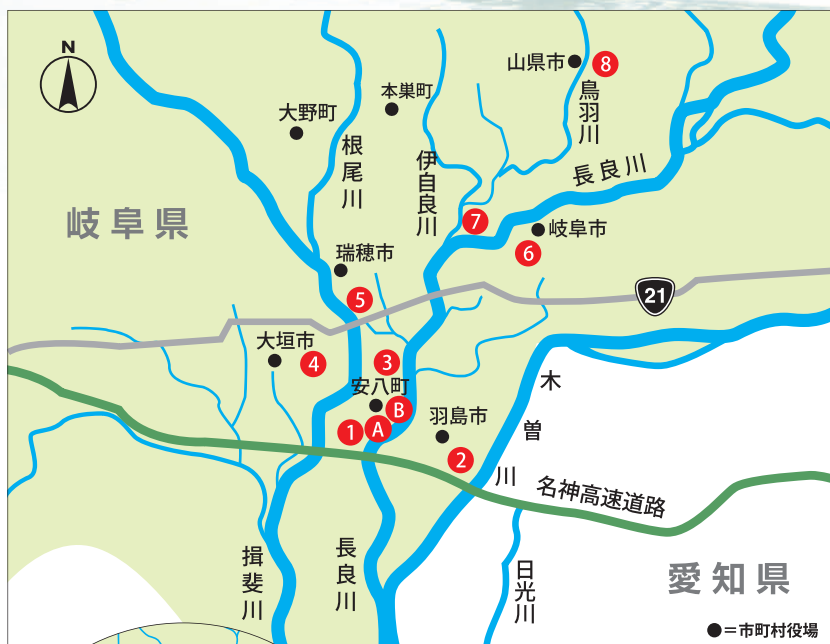 N
山県市
8
鳥羽川
本巣町
大野町
根尾川
伊自良川
長良川
岐阜県
7
岐阜市
6
瑞穂市
5
21
大垣市
4
3
安八町
B
A
1
羽島市
2
木曽川
名神高速道路
揖斐川
長良川
日光川
愛知県
●=市町村役場